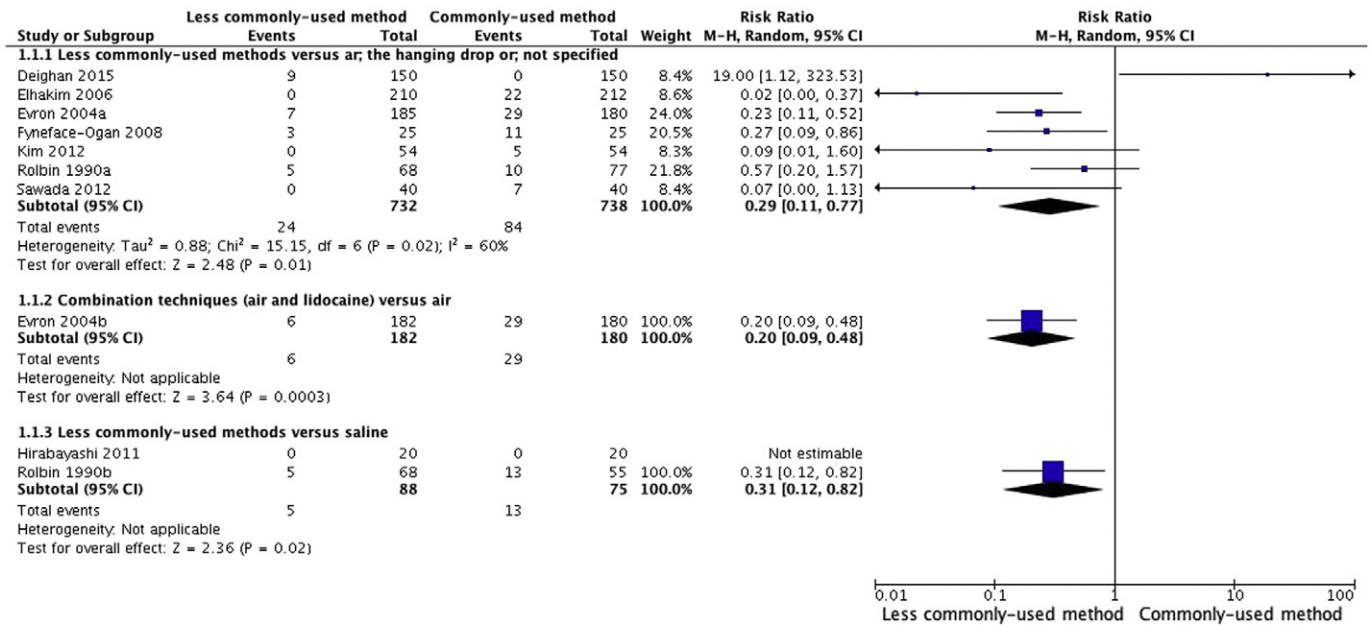 Less commonly-used method Commonly-used method Risk Ratio Risk Ratio
Study or Subgroup Events Total Events Total Weight M-H, Random, 95% CI M-H, Random, 95% CI
1.1.1 Less commonly-used methods versus ar; the hanging drop or; not specified
Deighan 2015 9 150 0 150 8.4% 19.00 [1.12, 323.53]
Elhakim 2006 0 210 22 212 8.6% 0.02 [0.00, 0.37]
Evron 2004a 7 185 29 180 24.0% 0.23 [0.11, 0.52]
Fyneface-Ogan 2008 3 25 11 25 20.5% 0.27 [0.09, 0.86]
Kim 2012 0 54 5 54 8.3% 0.09 [0.01, 1.60]
Rolbin 1990a 5 68 10 77 21.8% 0.57 [0.20, 1.57]
Sawada 2012 0 40 7 40 8.4% 0.07 [0.00, 1.13]
Subtotal (95% CI) 732 738 100.0% 0.29 [0.11, 0.77]
Total events 24 84
Heterogeneity: Tau² = 0.88; Chi² = 15.15, df = 6 (P = 0.02); I² = 60%
Test for overall effect: Z = 2.48 (P = 0.01)
1.1.2 Combination techniques (air and lidocaine) versus air
Evron 2004b 6 182 29 180 100.0% 0.20 [0.09, 0.48]
Subtotal (95% CI) 182 180 100.0% 0.20 [0.09, 0.48]
Total events 6 29
Heterogeneity: Not applicable
Test for overall effect: Z = 3.64 (P = 0.0003)
1.1.3 Less commonly-used methods versus saline
Hirabayashi 2011 0 20 0 20 Not estimable
Rolbin 1990b 5 68 13 55 100.0% 0.31 [0.12, 0.82]
Subtotal (95% CI) 88 75 100.0% 0.31 [0.12, 0.82]
Total events 5 13
Heterogeneity: Not applicable
Test for overall effect: Z = 2.36 (P = 0.02)
0.01 0.1 1 10 100
Less commonly-used method Commonly-used method